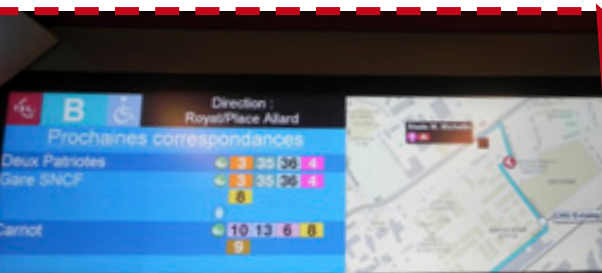 B
Direction :
Royat/Place Allard
Prochaines correspondances
Deux Patriotes 3 35 36 4
Gare SNCF 3 35 36 4
8
Carnot 10 13 6 8
9